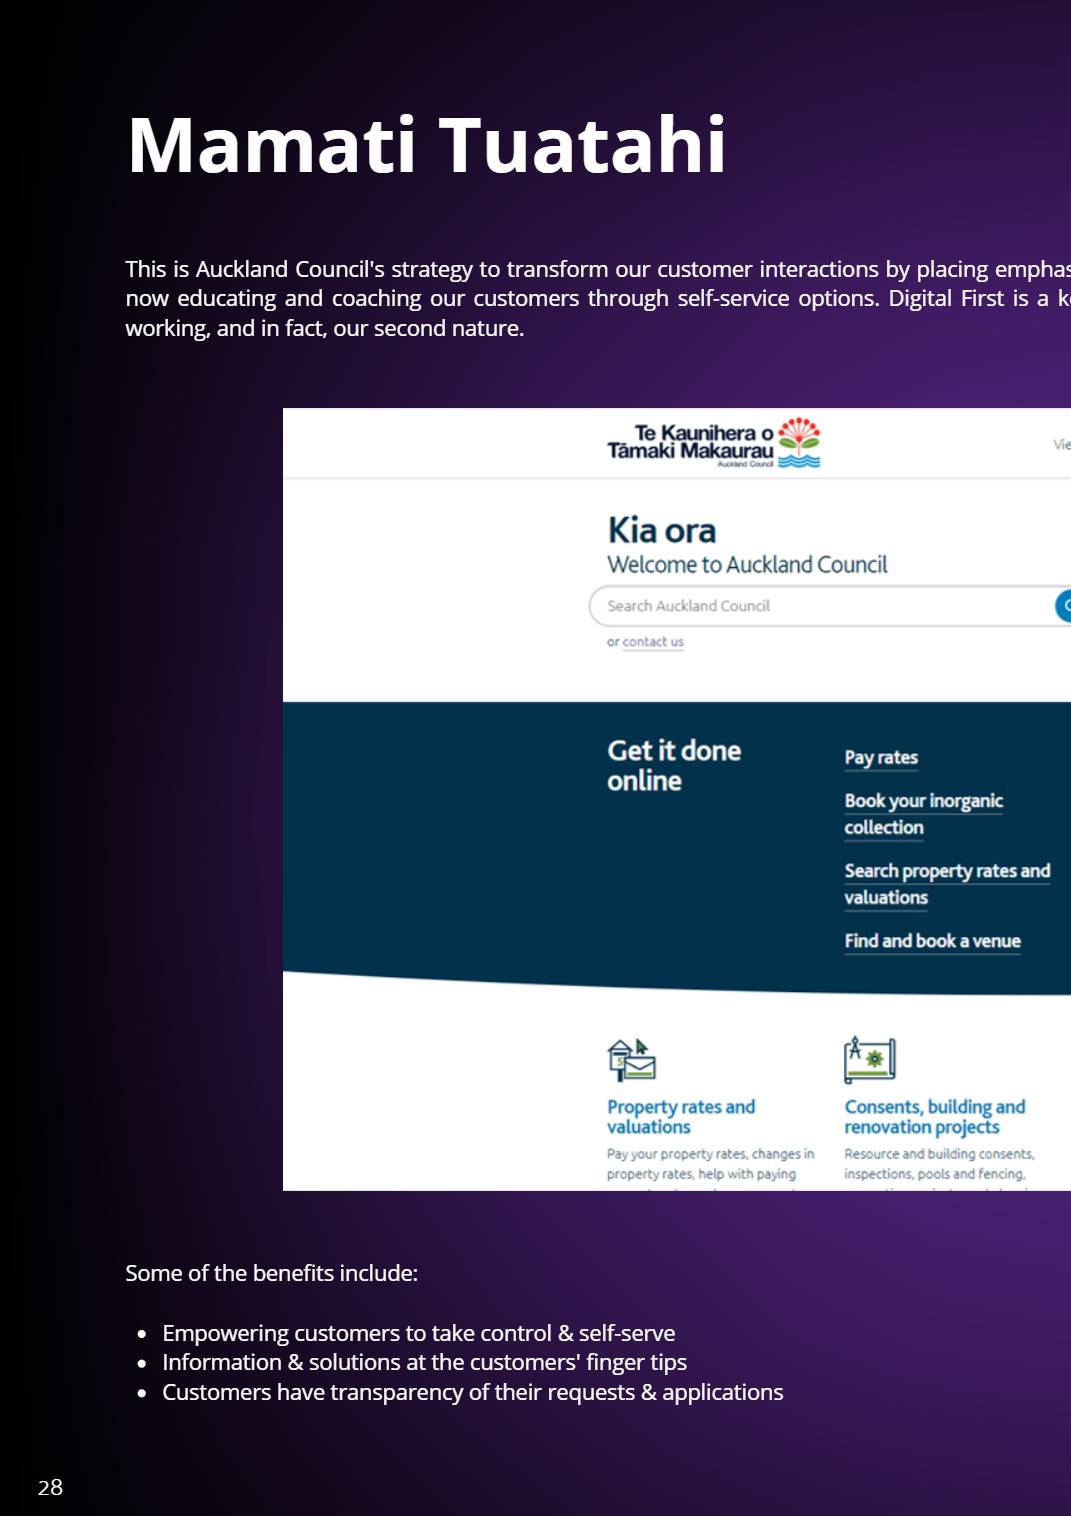 Mamati Tuatahi
This is Auckland Council's strategy to transform our customer interactions by placing
now educating and coaching our customers through self-service options. Digital First is a
working, and in fact, our second nature.
Te Kaunihera o
Tāmaki Makaurau
Auckland Council
Kia ora
Welcome to Auckland Council
Search Auckland Council
or contact us
Get it done
online
Pay rates
Book your inorganic
collection
Search property rates and
valuations
Find and book a venue
Property rates and
valuations
Pay your property rates, changes in
property rates, help with paying
Consents, building and
renovation projects
Resource and building consents,
inspections, pools and fencing,
Some of the benefits include:
• Empowering customers to take control & self-serve
• Information & solutions at the customers' finger tips
• Customers have transparency of their requests & applications
28